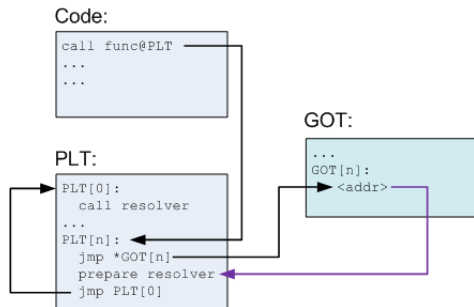 Code:
call func@PLT
...
...
PLT:
PLT[0]:
call resolver
...
PLT[n]:
jmp *GOT[n]
prepare resolver
jmp PLT[0]
GOT:
...
GOT[n]:
<addr>